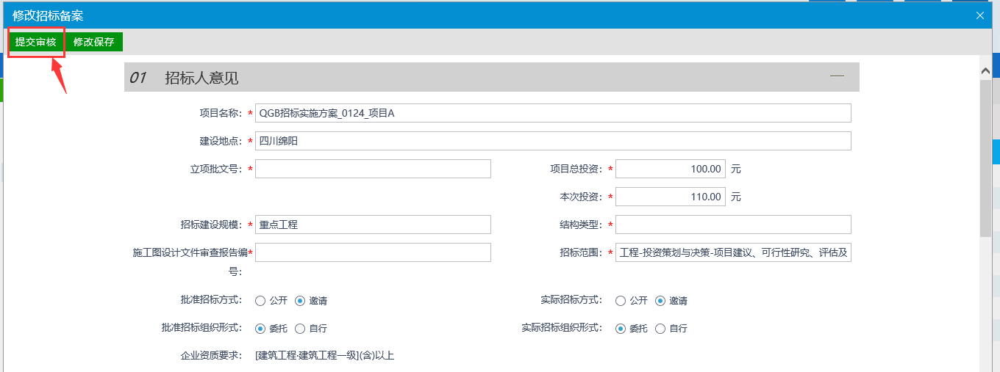 修改招标备案
提交审核 修改保存
01 招标人意见
项目名称： * QGB招标实施方案_0124_项目A
建设地点： * 四川绵阳
立项批文号： * 项目总投资： * 100.00 元
本次投资： * 110.00 元
招标建设规模： * 重点工程 结构类型： *
施工图设计文件审查报告编 * 招标范围： * 工程-投资策划与决策-项目建议、可行性研究、评估及
号：
批准招标方式： 公开 邀请 实际招标方式： 公开 邀请
批准招标组织形式： 委托 自行 实际招标组织形式： 委托 自行
企业资质要求： [建筑工程·建筑工程一级](含)以上